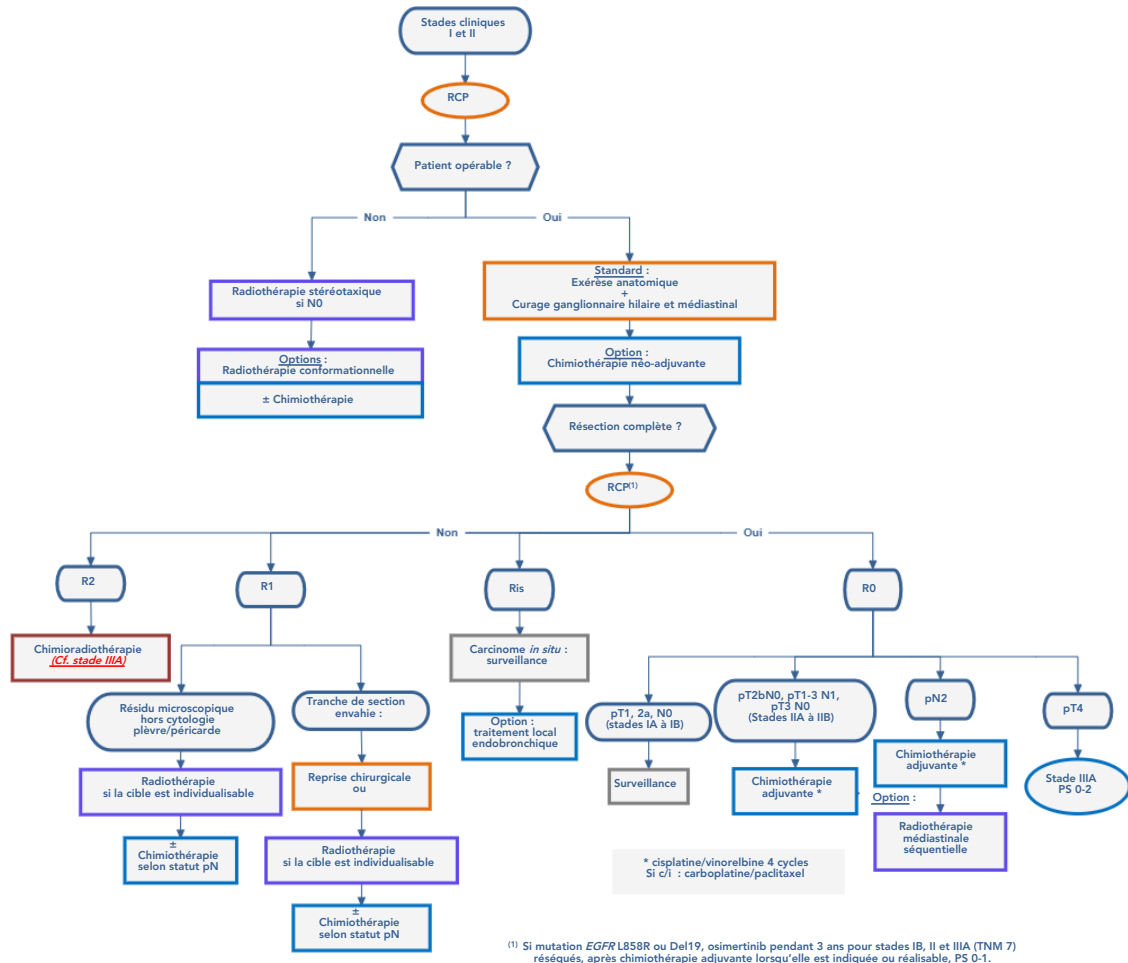 Stades cliniques
I et II
RCP
Patient opérable ?
Non
Oui
Radiothérapie stéréotaxique
si N0
Options :
Radiothérapie conformationnelle
± Chimiothérapie
Standard :
Exérèse anatomique
+
Curage ganglionnaire hilaire et médiastinal
Option :
Chimiothérapie néo-adjuvante
Résection complète ?
RCP(1)
Non
Oui
R2
R1
Ris
R0
Chimioradiothérapie
(Cf. stade IIIA)
Résidu microscopique
hors cytologie
plèvre/péricarde
Radiothérapie
si la cible est individualisable
±
Chimiothérapie
selon statut pN
Tranche de section
envahie :
Reprise chirurgicale
ou
Radiothérapie
si la cible est individualisable
±
Chimiothérapie
selon statut pN
Carcinome in situ :
surveillance
Option :
traitement local
endobronchique
pT1, 2a, N0
(stades IA à IB)
Surveillance
pT2bN0, pT1-3 N1,
pT3 N0
(Stades IIA à IIB)
Chimiothérapie
adjuvante *
pN2
Chimiothérapie
adjuvante *
Option :
Radiothérapie
médiastinale
séquentielle
pT4
Stade IIIA
PS 0-2
* cisplatine/vinorelbine 4 cycles
Si c/i : carboplatine/paclitaxel
(1) Si mutation EGFR L858R ou Del19, osimertinib pendant 3 ans pour stades IB, II et IIIA (TNM 7)
réséqués, après chimiothérapie adjuvante lorsqu'elle est indiquée ou réalisable, PS 0-1.